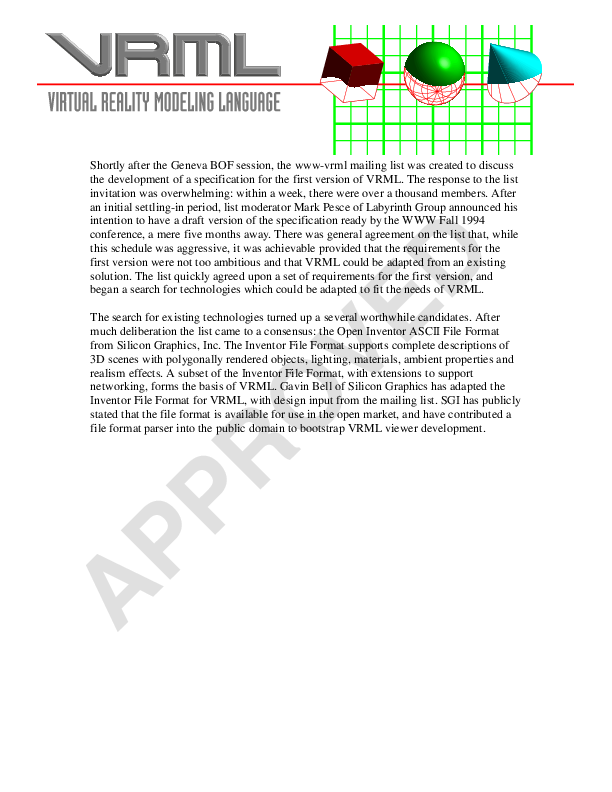 VRML
VIRTUAL REALITY MODELING LANGUAGE
Shortly after the Geneva BOF session, the www-vrml mailing list was created to discuss
the development of a specification for the first version of VRML. The response to the list
invitation was overwhelming: within a week, there were over a thousand members. After
an initial settling-in period, list moderator Mark Pesce of Labyrinth Group announced his
intention to have a draft version of the specification ready by the WWW Fall 1994
conference, a mere five months away. There was general agreement on the list that, while
this schedule was aggressive, it was achievable provided that the requirements for the
first version were not too ambitious and that VRML could be adapted from an existing
solution. The list quickly agreed upon a set of requirements for the first version, and
began a search for technologies which could be adapted to fit the needs of VRML.
The search for existing technologies turned up a several worthwhile candidates. After
much deliberation the list came to a consensus: the Open Inventor ASCII File Format
from Silicon Graphics, Inc. The Inventor File Format supports complete descriptions of
3D scenes with polygonally rendered objects, lighting, materials, ambient properties and
realism effects. A subset of the Inventor File Format, with extensions to support
networking, forms the basis of VRML. Gavin Bell of Silicon Graphics has adapted the
Inventor File Format for VRML, with design input from the mailing list. SGI has publicly
stated that the file format is available for use in the open market, and have contributed a
file format parser into the public domain to bootstrap VRML viewer development.
APPROVED